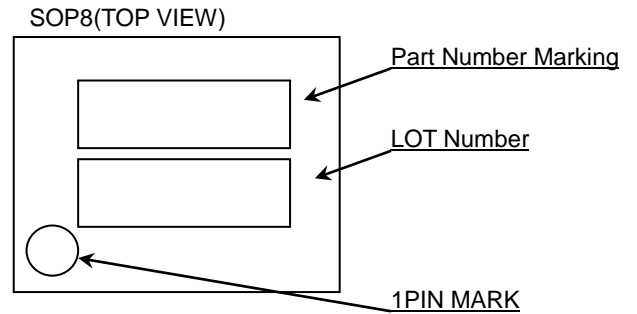 SOP8(TOP VIEW)
Part Number Marking
LOT Number
1PIN MARK